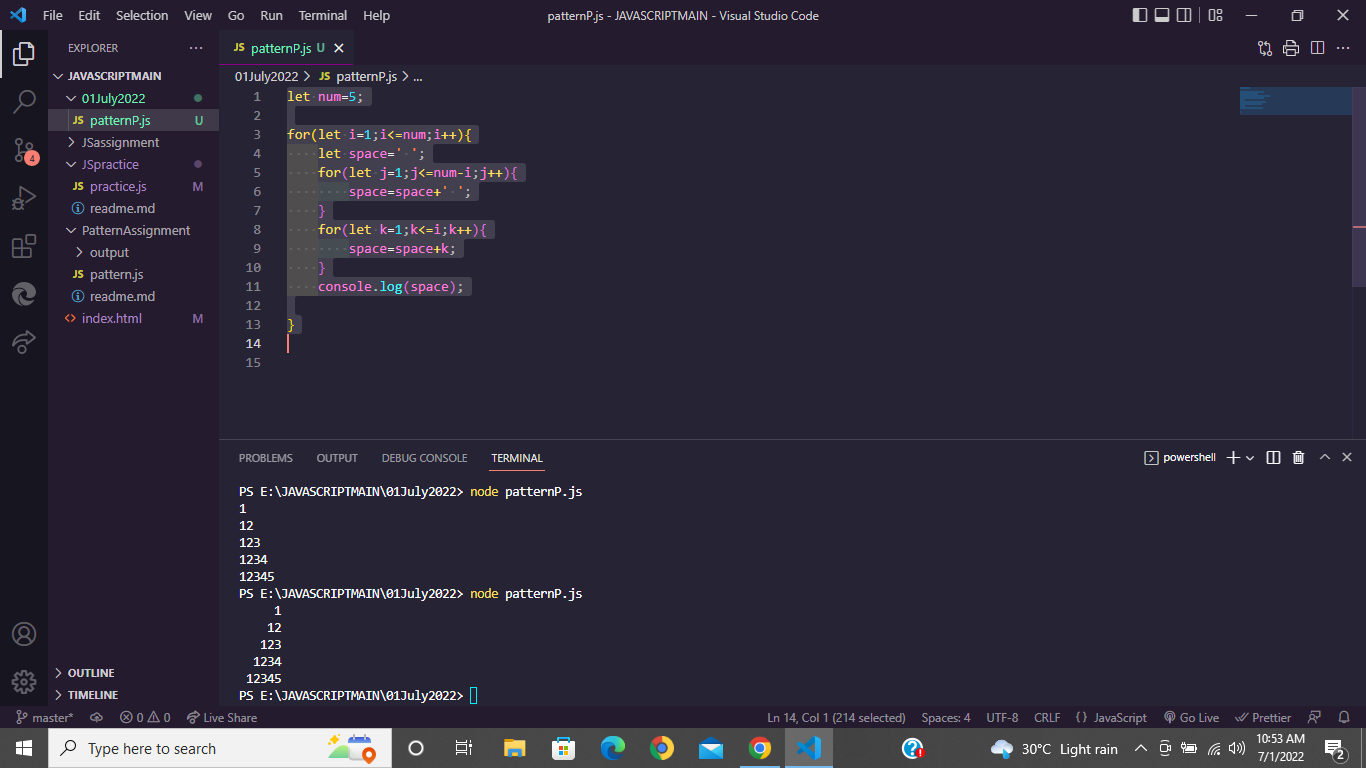 File Edit Selection View Go Run Terminal Help patternP.js - JAVASCRIPTMAIN - Visual Studio Code
EXPLORER
JAVASCRIPTMAIN
01July2022
JS patternP.js U
JSassignment
JSpractice
JS practice.js M
readme.md
PatternAssignment
output
JS pattern.js
readme.md
index.html M
OUTLINE
TIMELINE
4
JS patternP.js U
01July2022 > JS patternP.js > ...
1 let num=5;
2
3 for(let i=1;i<=num;i++){
4     let space=' ';
5     for(let j=1;j<=num-i;j++){
6         space=space+' ';
7     }
8     for(let k=1;k<=i;k++){
9         space=space+k;
10     }
11     console.log(space);
12
13 }
14
15
PROBLEMS OUTPUT DEBUG CONSOLE TERMINAL powershell
PS E:\JAVASCRIPTMAIN\01July2022> node patternP.js
1
12
123
1234
12345
PS E:\JAVASCRIPTMAIN\01July2022> node patternP.js
     1
    12
   123
  1234
 12345
PS E:\JAVASCRIPTMAIN\01July2022>
master* 0 0 Live Share Ln 14, Col 1 (214 selected) Spaces: 4 UTF-8 CRLF {} JavaScript Go Live Prettier
Type here to search 30°C Light rain 10:53 AM
7/1/2022
2